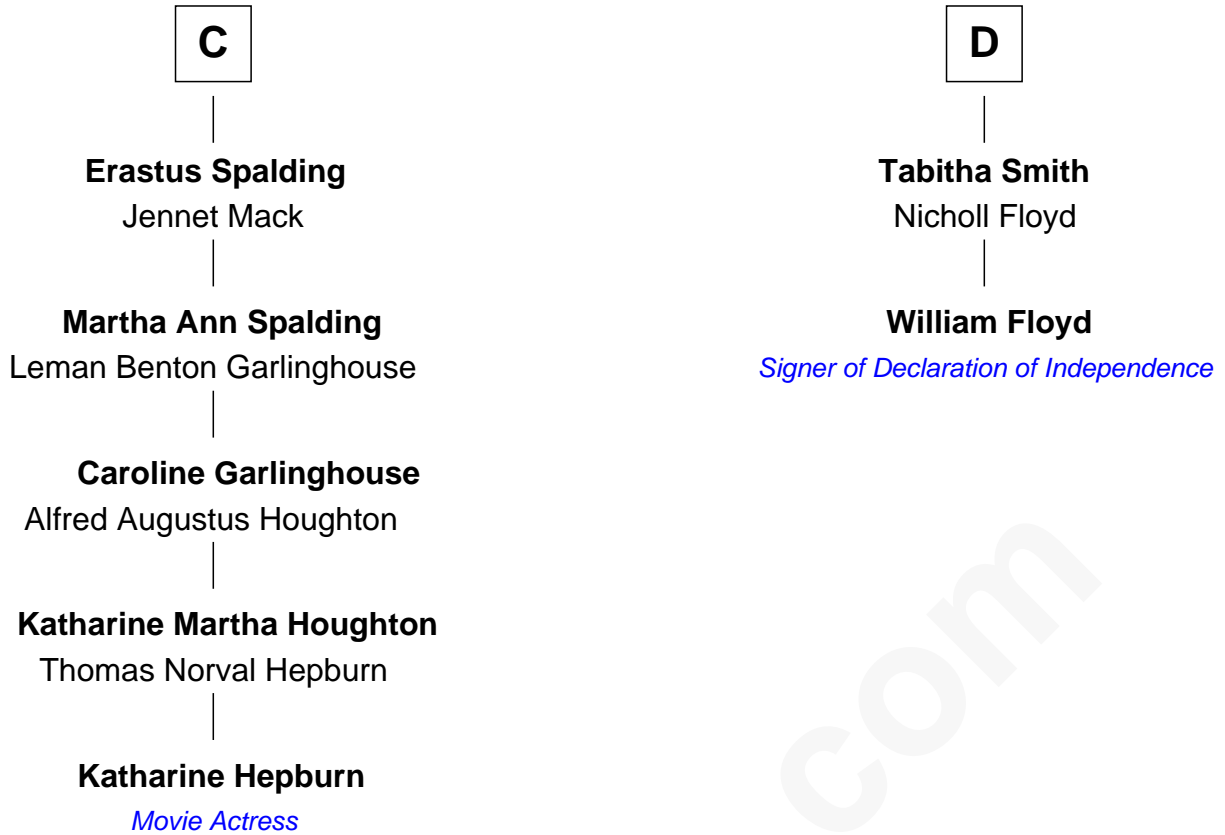 C
Erastus Spalding
Jennet Mack
Martha Ann Spalding
Leman Benton Garlinghouse
Caroline Garlinghouse
Alfred Augustus Houghton
Katharine Martha Houghton
Thomas Norval Hepburn
Katharine Hepburn
Movie Actress
D
Tabitha Smith
Nicholl Floyd
William Floyd
Signer of Declaration of Independence
com